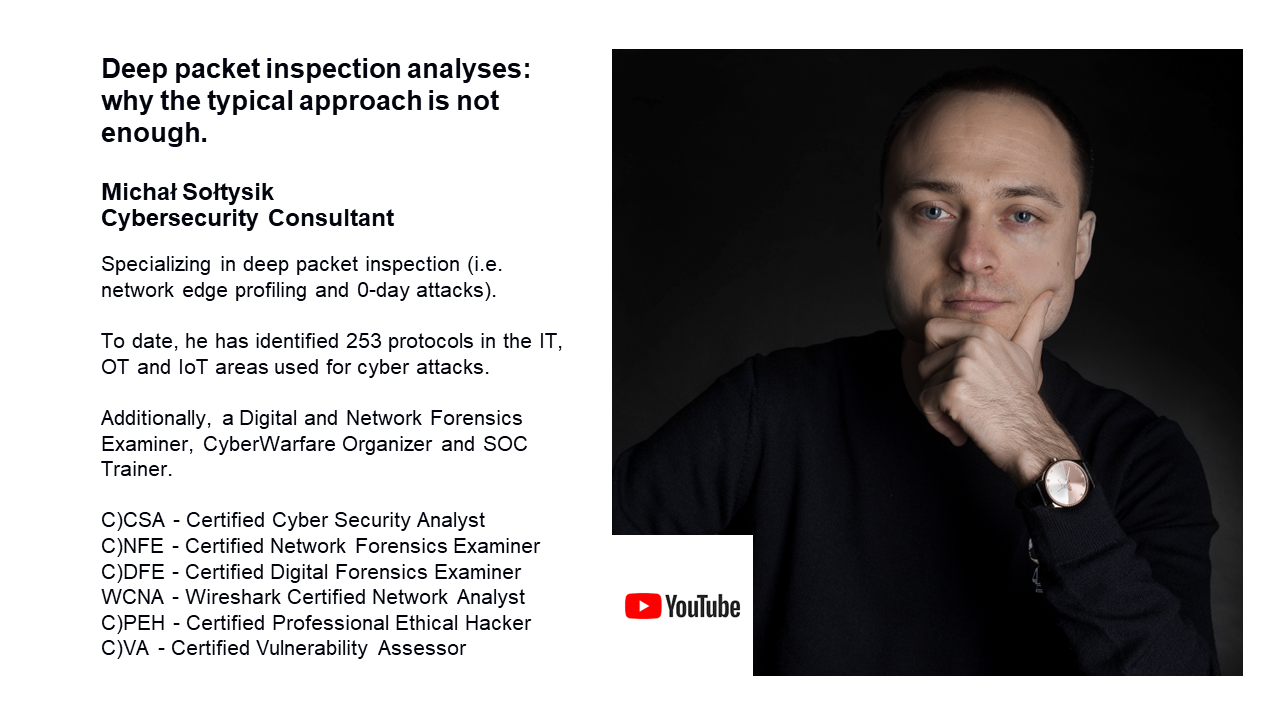 Deep packet inspection analyses:
why the typical approach is not
enough.
Michał Sołtysik
Cybersecurity Consultant
Specializing in deep packet inspection (i.e.
network edge profiling and 0-day attacks).
To date, he has identified 253 protocols in the IT,
OT and IoT areas used for cyber attacks.
Additionally, a Digital and Network Forensics
Examiner, CyberWarfare Organizer and SOC
Trainer.
C)CSA - Certified Cyber Security Analyst
C)NFE - Certified Network Forensics Examiner
C)DFE - Certified Digital Forensics Examiner
WCNA - Wireshark Certified Network Analyst
C)PEH - Certified Professional Ethical Hacker
C)VA - Certified Vulnerability Assessor
YouTube